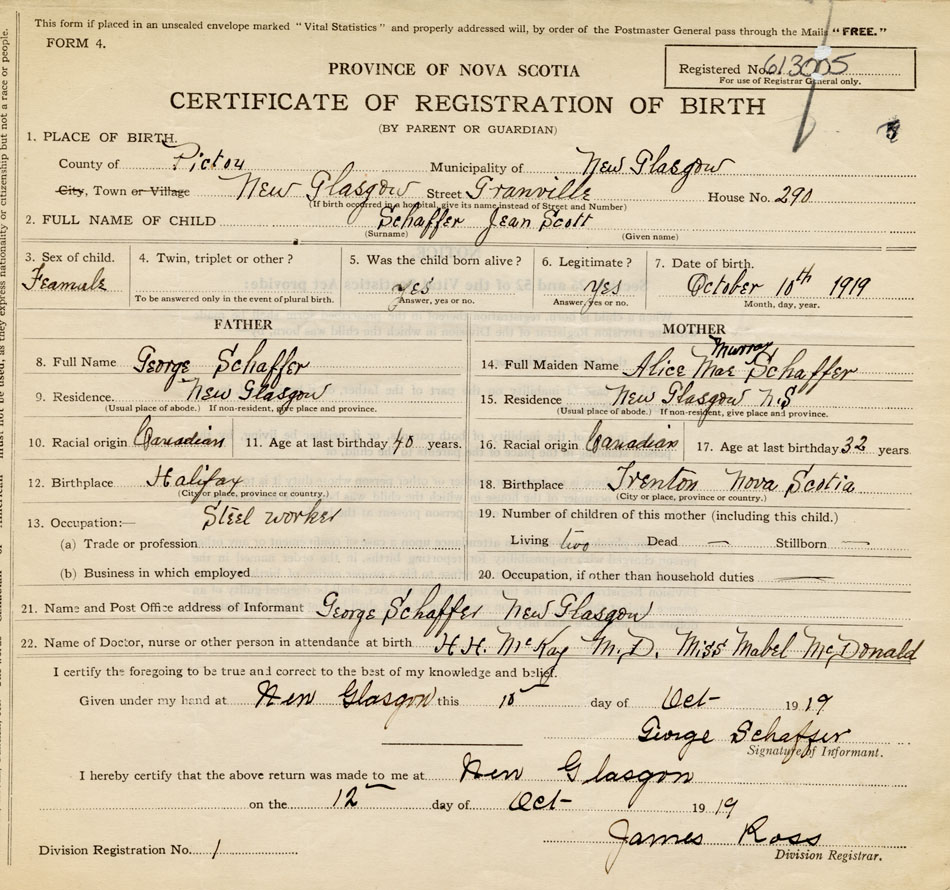 This form if placed in an unsealed envelope marked "Vital Statistics" and properly addressed will, by order of the Postmaster General pass through the Mails "FREE."
FORM 4.
Registered No. 613005
For use of Registrar General only.
PROVINCE OF NOVA SCOTIA
CERTIFICATE OF REGISTRATION OF BIRTH
(BY PARENT OR GUARDIAN)
1. PLACE OF BIRTH.
County of Pictou Municipality of New Glasgow
City, Town or Village New Glasgow Street Granville House No. 290
(If birth occurred in a hospital, give its name instead of Street and Number)
2. FULL NAME OF CHILD Schaffer Jean Scott
(Surname) (Given name)
3. Sex of child. 4. Twin, triplet or other? 5. Was the child born alive? 6. Legitimate? 7. Date of birth.
Feamale yes yes October 10th 1919
To be answered only in the event of plural birth. Answer, yes or no. Answer, yes or no. Month, day, year.
FATHER MOTHER
Murray
8. Full Name George Schaffer 14. Full Maiden Name Alice Mae Schaffer
9. Residence. New Glasgow 15. Residence New Glasgow N.S
(Usual place of abode.) If non-resident, give place and province. (Usual place of abode.) If non-resident, give place and province.
10. Racial origin Canadian 11. Age at last birthday 40 years. 16. Racial origin Canadian 17. Age at last birthday 32 years
12. Birthplace Halifax 18. Birthplace Trenton Nova Scotia
(City or place, province or country.) (City or place, province or country.)
13. Occupation:— Steel worker 19. Number of children of this mother (including this child.)
(a) Trade or profession Living two Dead — Stillborn —
(b) Business in which employed 20. Occupation, if other than household duties —
21. Name and Post Office address of Informant George Schaffer New Glasgow
22. Name of Doctor, nurse or other person in attendance at birth H.H. McKay M.D. Miss Mabel McDonald
I certify the foregoing to be true and correct to the best of my knowledge and belief.
Given under my hand at New Glasgow this 10 day of Oct 1919
George Schaffer
Signature of Informant.
I hereby certify that the above return was made to me at New Glasgow
on the 12 day of Oct 1919
James Ross
Division Registration No. 1 Division Registrar.